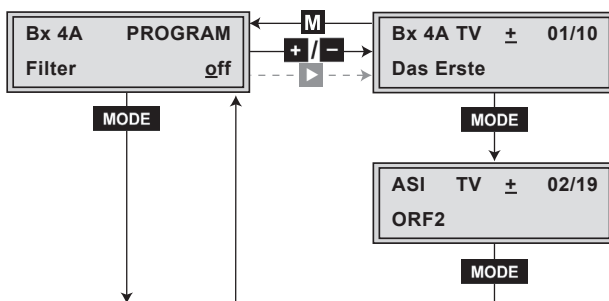 Bx 4A PROGRAM
Filter off
M
+ / −
Bx 4A TV + 01/10
Das Erste
MODE
MODE
ASI TV + 02/19
ORF2
MODE